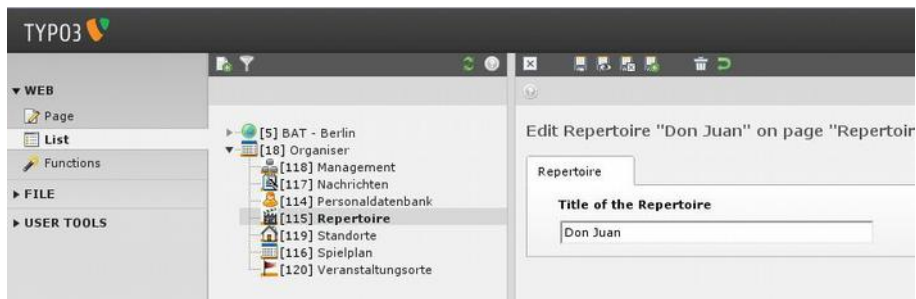 TYPO3
WEB
Page
List
Functions
FILE
USER TOOLS
[5] BAT - Berlin
[18] Organiser
[118] Management
[117] Nachrichten
[114] Personaldatenbank
[115] Repertoire
[119] Standorte
[116] Spielplan
[120] Veranstaltungsorte
Edit Repertoire "Don Juan" on page "Repertoir
Repertoire
Title of the Repertoire
Don Juan